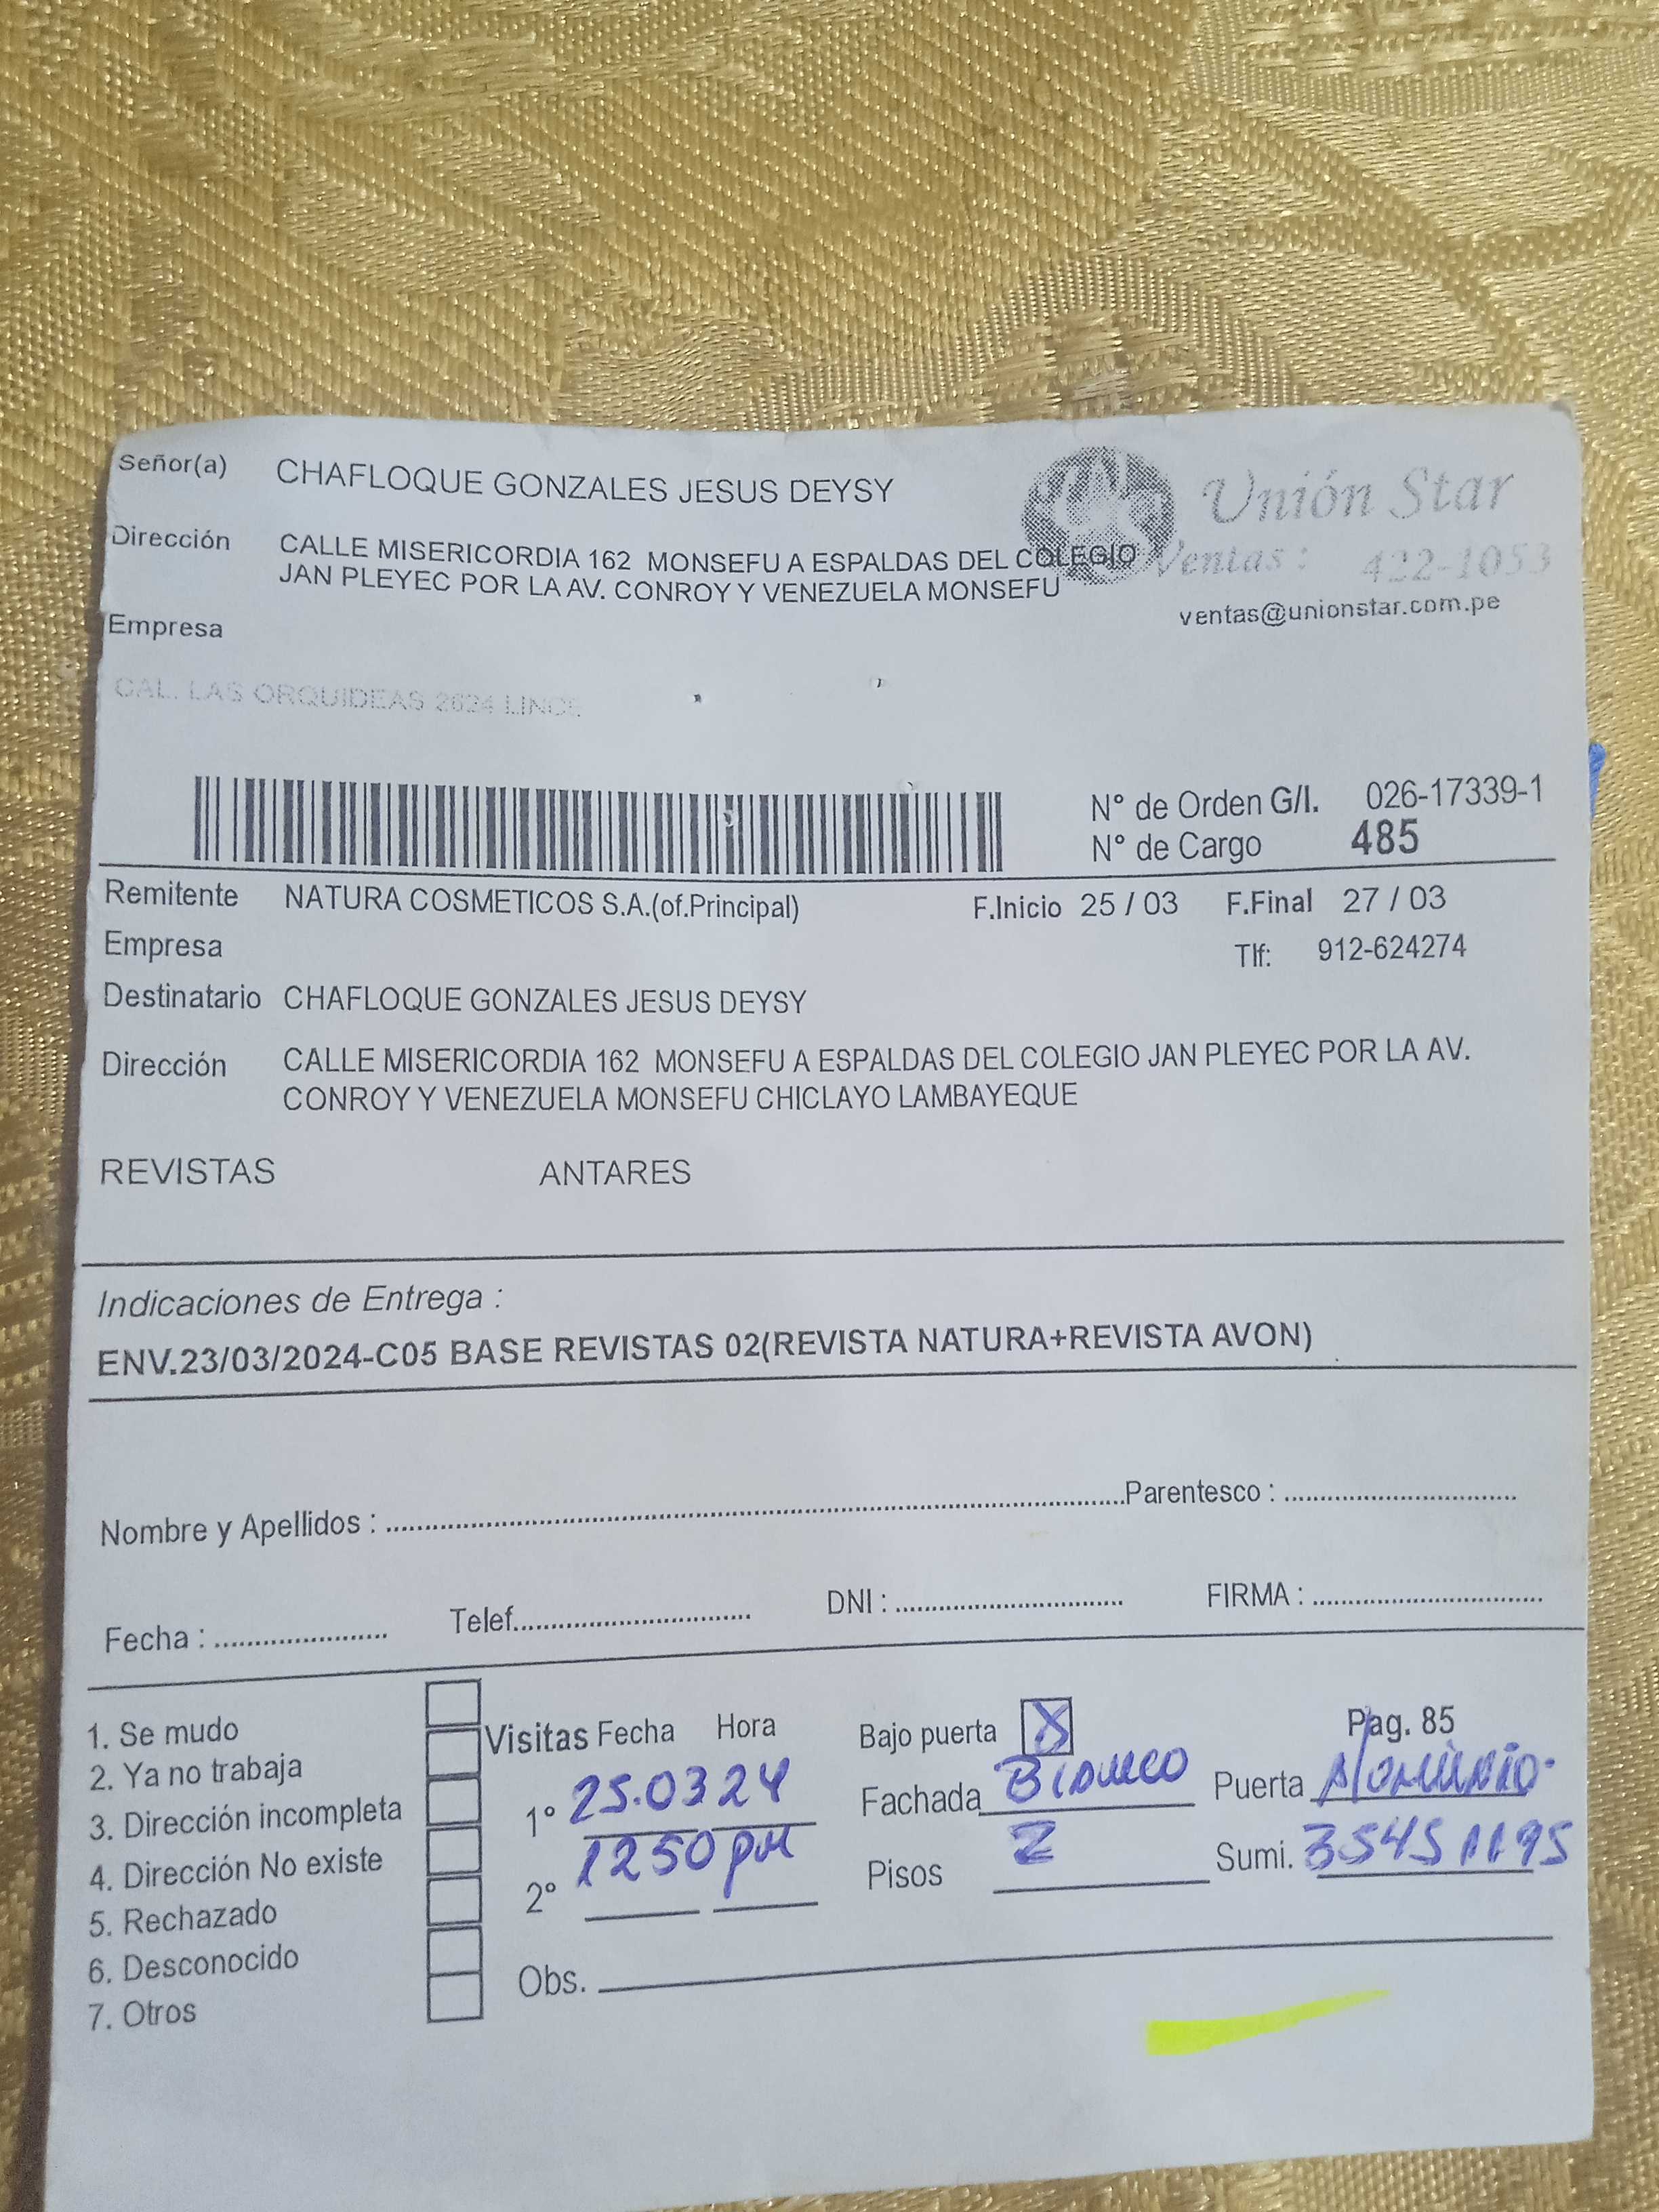 Señor(a) CHAFLOQUE GONZALES JESUS DEYSY
Unión Star
Dirección CALLE MISERICORDIA 162 MONSEFU A ESPALDAS DEL COLEGIO
JAN PLEYEC POR LA AV. CONROY Y VENEZUELA MONSEFU
Ventas : 422-1053
ventas@unionstar.com.pe
Empresa
CAL. LAS ORQUIDEAS 2624 LINCE
N° de Orden G/I. 026-17339-1
N° de Cargo 485
Remitente NATURA COSMETICOS S.A.(of.Principal) F.Inicio 25 / 03 F.Final 27 / 03
Empresa Tlf: 912-624274
Destinatario CHAFLOQUE GONZALES JESUS DEYSY
Dirección CALLE MISERICORDIA 162 MONSEFU A ESPALDAS DEL COLEGIO JAN PLEYEC POR LA AV.
CONROY Y VENEZUELA MONSEFU CHICLAYO LAMBAYEQUE
REVISTAS ANTARES
Indicaciones de Entrega :
ENV.23/03/2024-C05 BASE REVISTAS 02(REVISTA NATURA+REVISTA AVON)
Nombre y Apellidos : Parentesco :
Fecha : Telef. DNI : FIRMA :
1. Se mudo
2. Ya no trabaja
3. Dirección incompleta
4. Dirección No existe
5. Rechazado
6. Desconocido
7. Otros
Visitas Fecha Hora
1° 25.03 24
1250 pm
2°
Obs.
Bajo puerta X
Fachada Blanco
Pisos 2
Pag. 85
Puerta Aluminio.
Sumi. 35451195